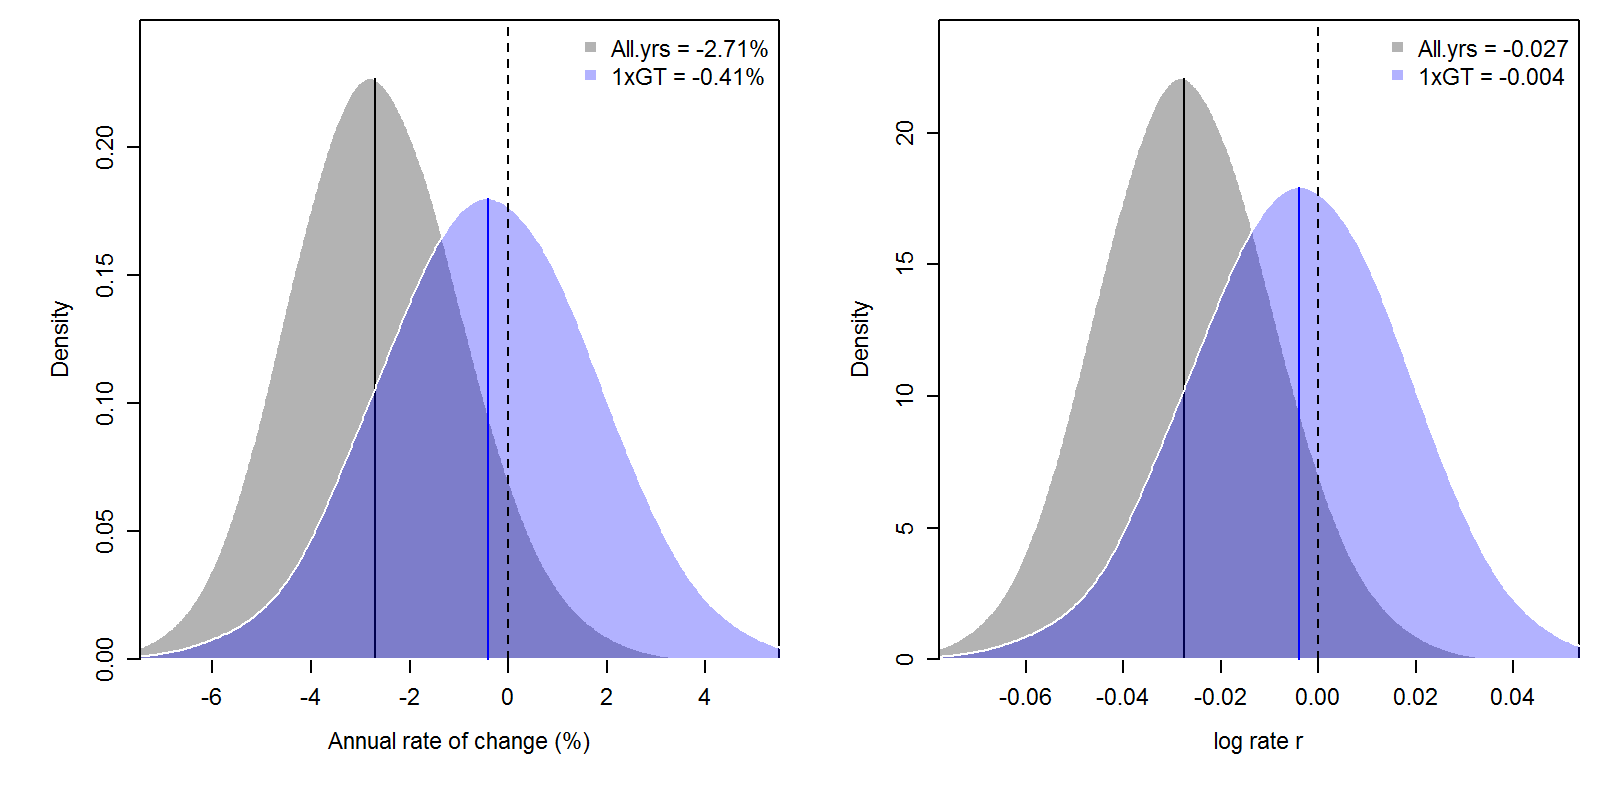 All.yrs = -2.71%
1xGT = -0.41%
Density
0.00
0.05
0.10
0.15
0.20
-6
-4
-2
0
2
4
Annual rate of change (%)
All.yrs = -0.027
1xGT = -0.004
Density
0
5
10
15
20
-0.06
-0.04
-0.02
0.00
0.02
0.04
log rate r